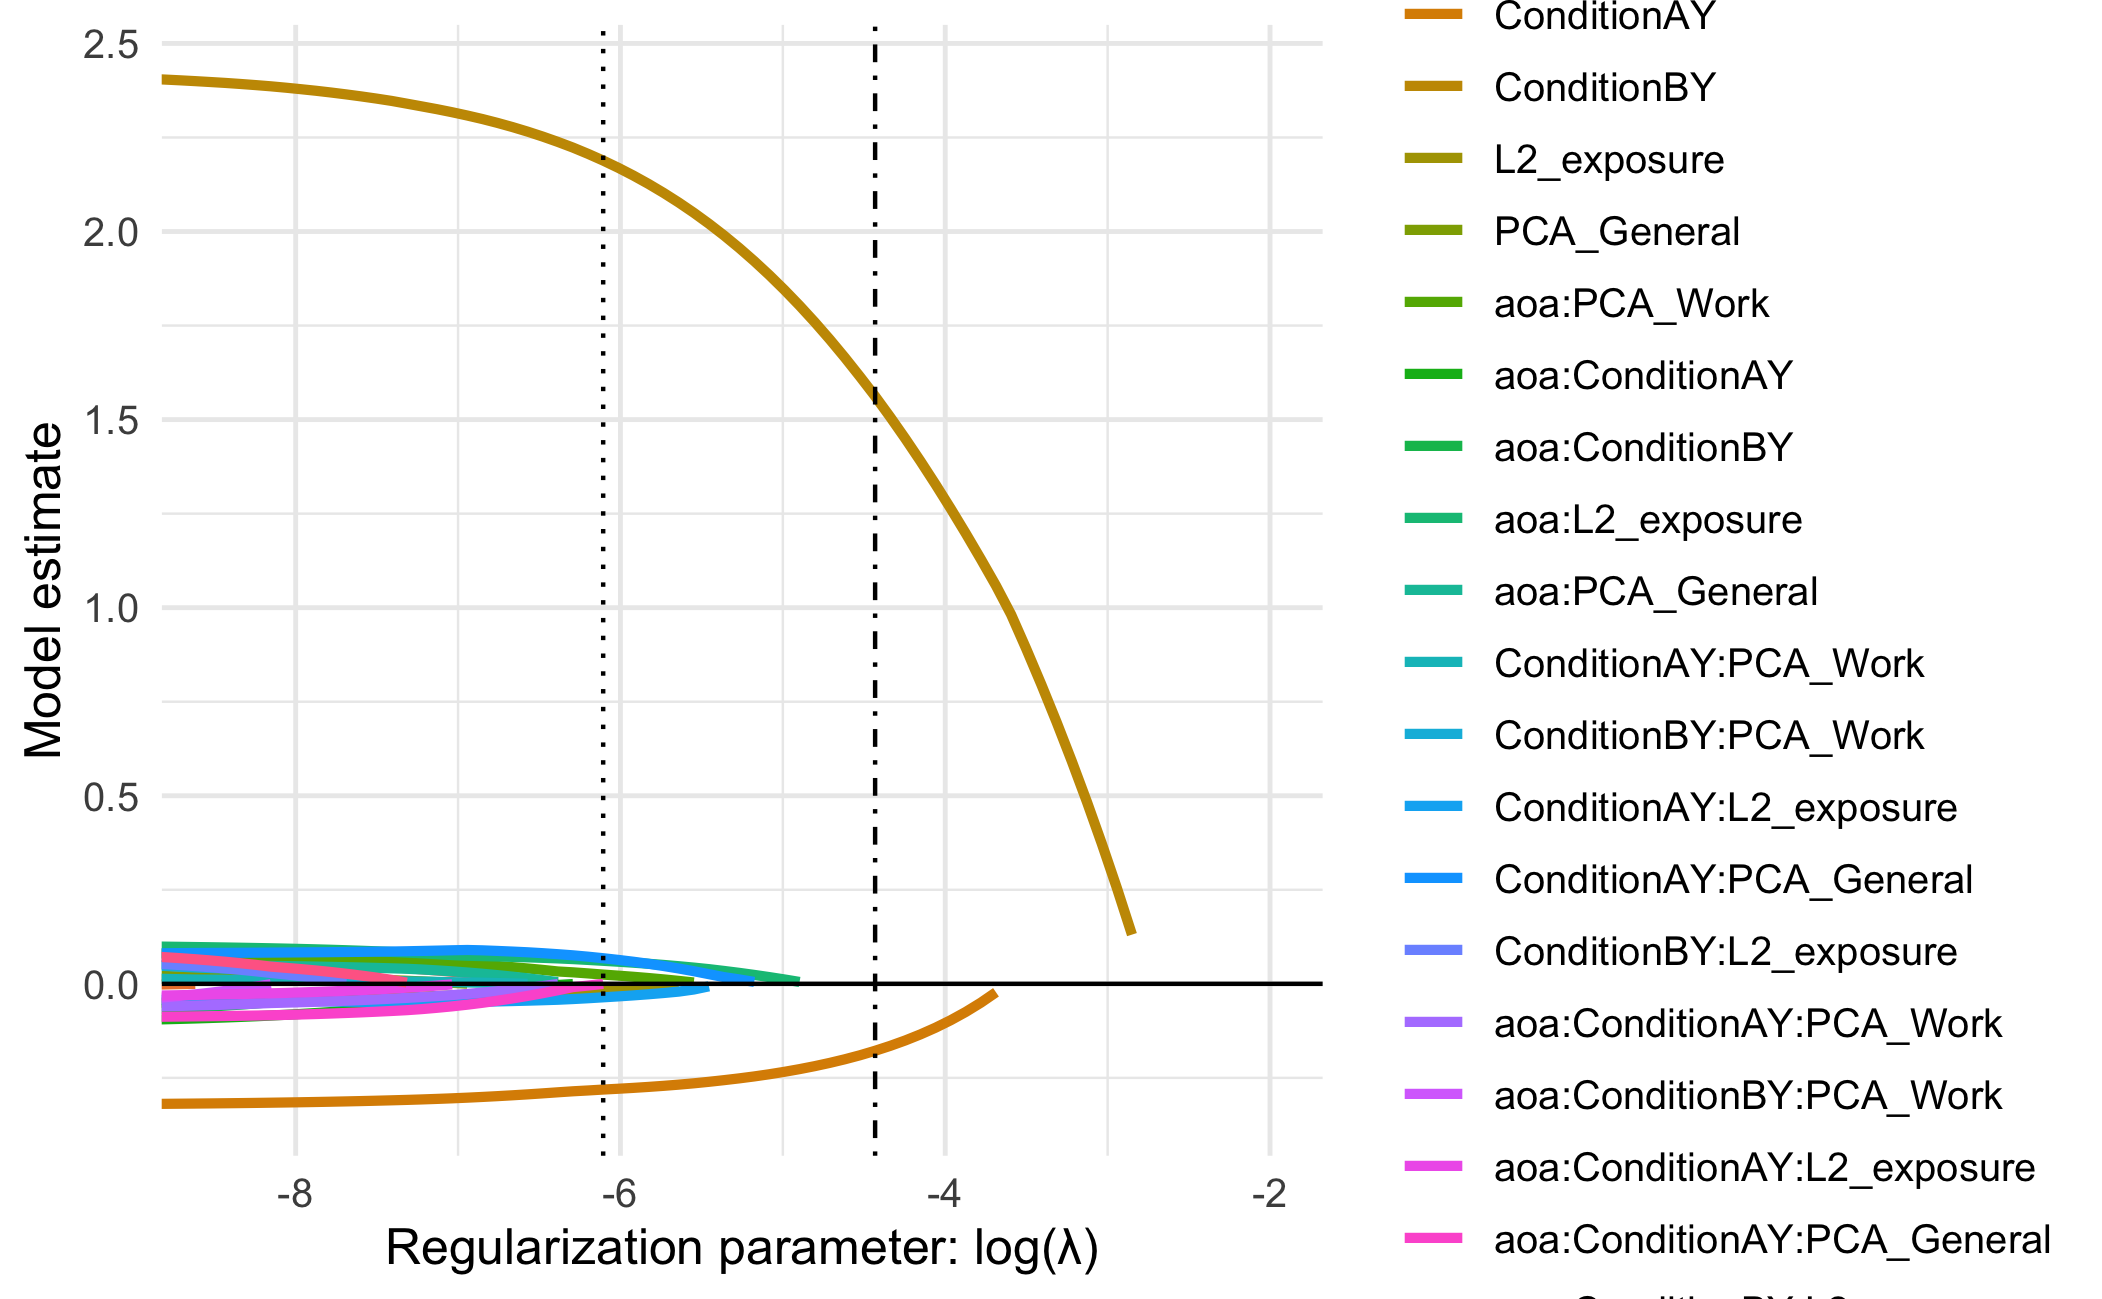 2.5
2.0
1.5
1.0
0.5
0.0
-8
-6
-4
-2
Model estimate
Regularization parameter: log(λ)
ConditionAY
ConditionBY
L2_exposure
PCA_General
aoa:PCA_Work
aoa:ConditionAY
aoa:ConditionBY
aoa:L2_exposure
aoa:PCA_General
ConditionAY:PCA_Work
ConditionBY:PCA_Work
ConditionAY:L2_exposure
ConditionAY:PCA_General
ConditionBY:L2_exposure
aoa:ConditionAY:PCA_Work
aoa:ConditionBY:PCA_Work
aoa:ConditionAY:L2_exposure
aoa:ConditionAY:PCA_General